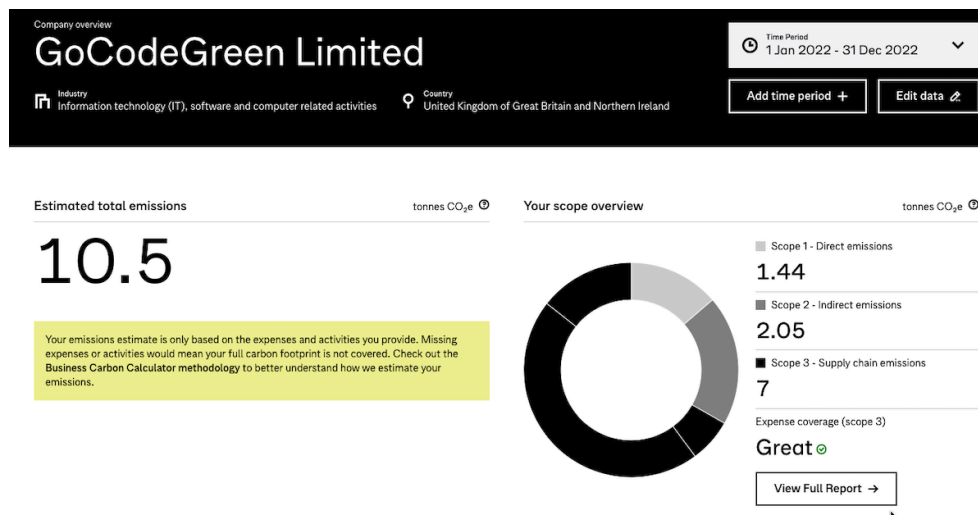 Company overview
GoCodeGreen Limited
Industry
Information technology (IT), software and computer related activities
Country
United Kingdom of Great Britain and Northern Ireland
Time Period
1 Jan 2022 - 31 Dec 2022
Add time period +
Edit data
Estimated total emissions
tonnes CO₂e ?
10.5
Your emissions estimate is only based on the expenses and activities you provide. Missing
expenses or activities would mean your full carbon footprint is not covered. Check out the
Business Carbon Calculator methodology to better understand how we estimate your
emissions.
Your scope overview
tonnes CO₂e ?
Scope 1 - Direct emissions
1.44
Scope 2 - Indirect emissions
2.05
Scope 3 - Supply chain emissions
7
Expense coverage (scope 3)
Great
View Full Report →